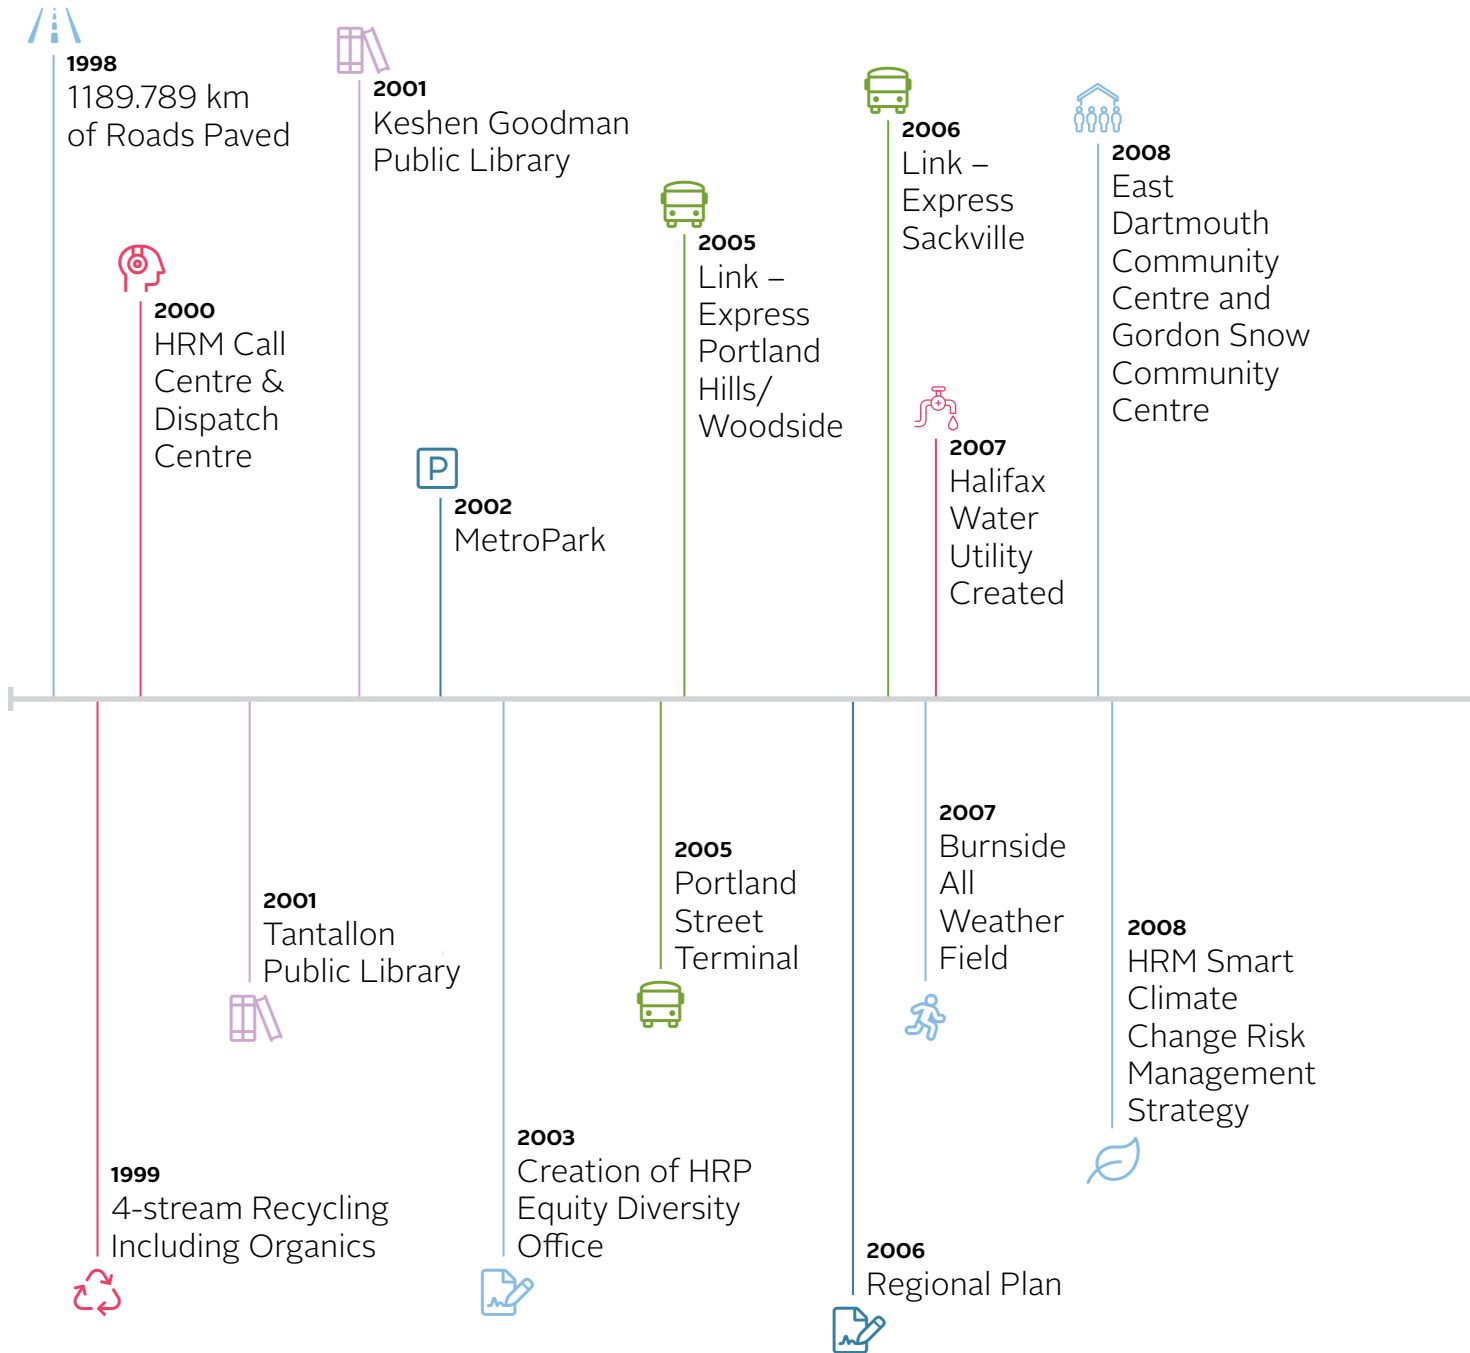 1998
1189.789 km
of Roads Paved
2001
Keshen Goodman
Public Library
2006
Link –
Express
Sackville
2008
East
Dartmouth
Community
Centre and
Gordon Snow
Community
Centre
2005
Link –
Express
Portland
Hills/
Woodside
2000
HRM Call
Centre &
Dispatch
Centre
2007
Halifax
Water
Utility
Created
P
2002
MetroPark
2007
Burnside
All
Weather
Field
2005
Portland
Street
Terminal
2001
Tantallon
Public Library
2008
HRM Smart
Climate
Change Risk
Management
Strategy
2003
Creation of HRP
Equity Diversity
Office
1999
4-stream Recycling
Including Organics
2006
Regional Plan